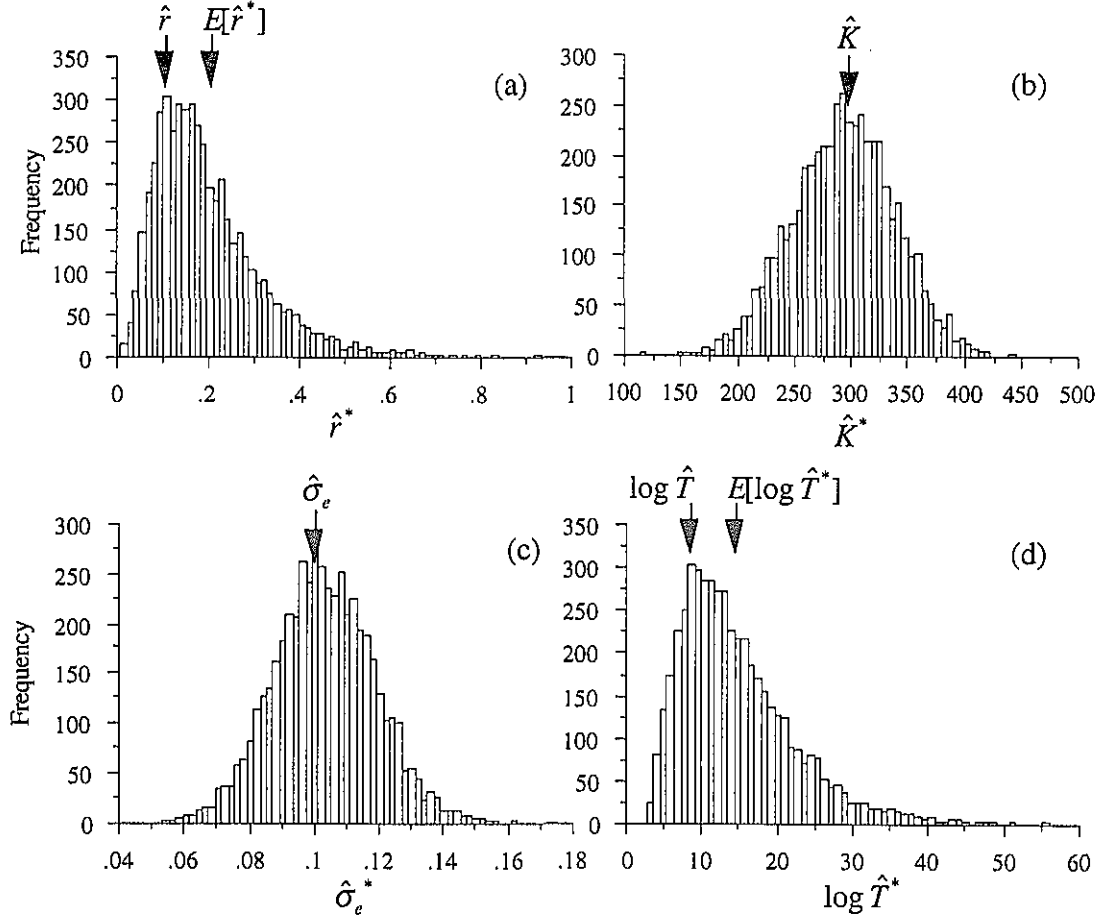 r̂ E[r̂*]
(a)
Frequency
350
300
250
200
150
100
50
0
0 .2 .4 .6 .8 1
r̂*
K̂
(b)
300
250
200
150
100
50
0
100 150 200 250 300 350 400 450 500
K̂*
σ̂e
(c)
Frequency
300
250
200
150
100
50
0
.04 .06 .08 .1 .12 .14 .16 .18
σ̂e*
log T̂ E[log T̂*]
(d)
350
300
250
200
150
100
50
0
0 10 20 30 40 50 60
log T̂*